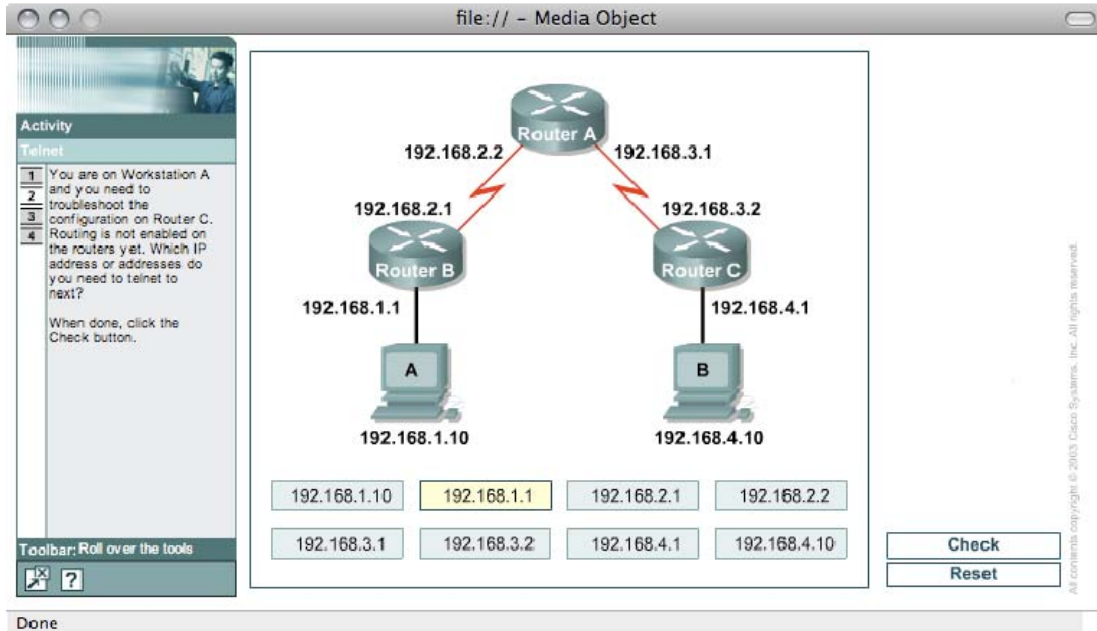 file:// – Media Object
Activity
Telnet
1
2
3
4
You are on Workstation A
and you need to
troubleshoot the
configuration on Router C.
Routing is not enabled on
the routers yet. Which IP
address or addresses do
you need to telnet to
next?
When done, click the
Check button.
Toolbar: Roll over the tools
?
Router A
192.168.2.2
192.168.3.1
192.168.2.1
192.168.3.2
Router B
Router C
192.168.1.1
192.168.4.1
A
B
192.168.1.10
192.168.4.10
192.168.1.10
192.168.1.1
192.168.2.1
192.168.2.2
192.168.3.1
192.168.3.2
192.168.4.1
192.168.4.10
Check
Reset
All contents copyright © 2003 Cisco Systems, Inc. All rights reserved.
Done